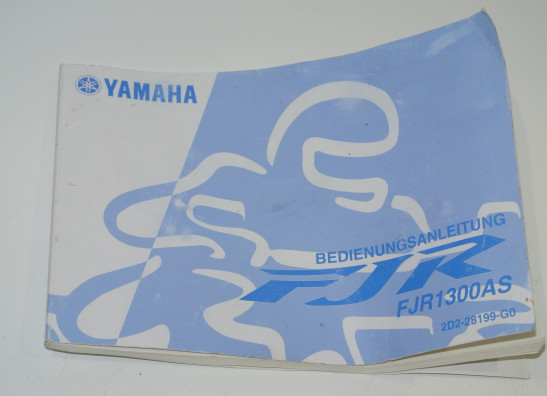 YAMAHA
BEDIENUNGSANLEITUNG
FJR
FJR1300AS
2D2-28199-G0